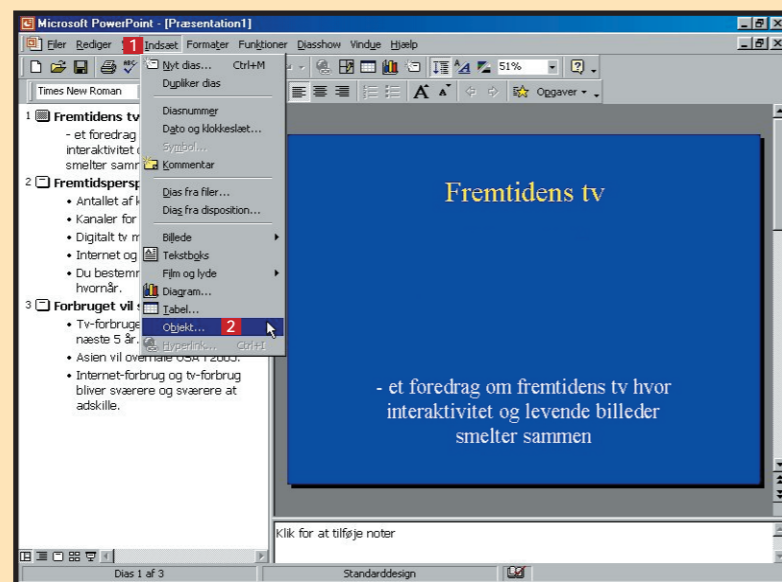 Microsoft PowerPoint - [Præsentation1]
Filer Rediger 1 Indsæt Formater Funktioner Diasshow Vindue Hjælp
51%
Times New Roman
Opgaver
Nyt dias... Ctrl+M
Dupliker dias
Diasnummer
Dato og klokkeslæt...
Symbol...
Kommentar
Dias fra filer...
Dias fra disposition...
Billede
Tekstboks
Film og lyde
Diagram...
Tabel...
Objekt... 2
Hyperlink... Ctrl+I
1 Fremtidens tv
- et foredrag
interaktivitet
smelter
2
• Antallet af
• Kanaler for
• Digitalt tv
• Internet og
• Du
hvornår.
3 Forbruget vil
•
næste 5 år.
• Asien vil overhale USA i 2005.
• Internet-forbrug og tv-forbrug
bliver sværere og sværere at
adskille.
Fremtidens tv
- et foredrag om fremtidens tv hvor
interaktivitet og levende billeder
smelter sammen
Klik for at tilføje noter
Dias 1 af 3 Standarddesign